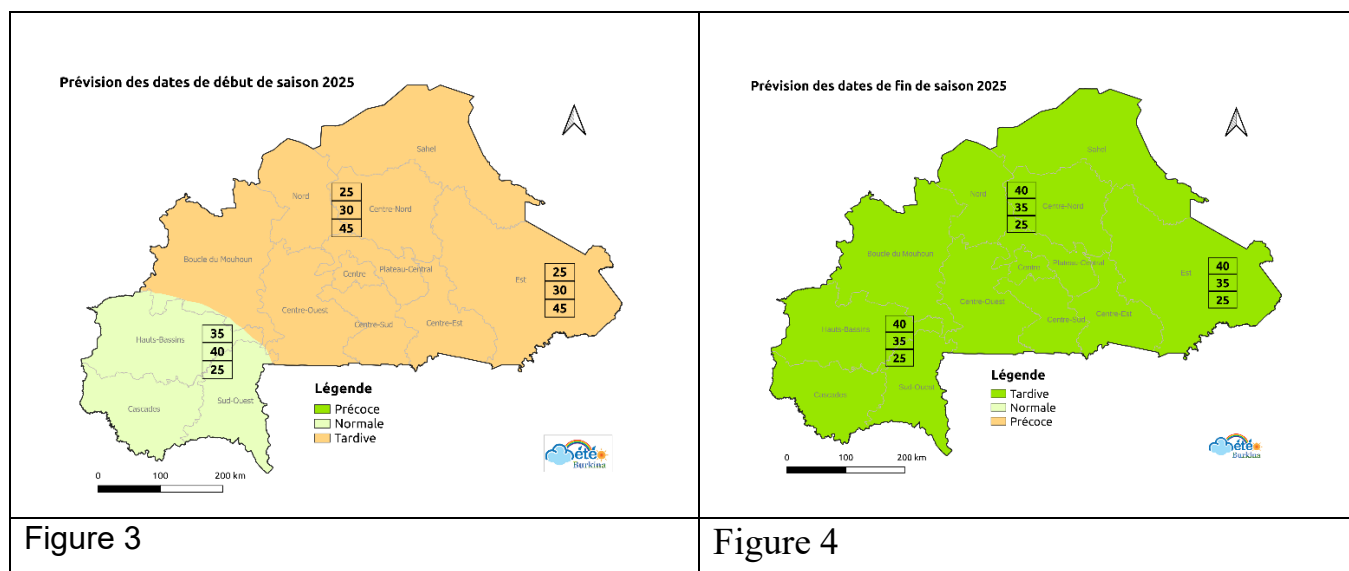 Prévision des dates de début de saison 2025
Sahel
Nord
Centre-Nord
25
30
45
Boucle du Mouhoun
Centre
Plateau-Central
Est
25
30
45
Centre-Ouest
Centre-Sud
Centre-Est
Hauts-Bassins
35
40
25
Cascades
Sud-Ouest
Légende
Précoce
Normale
Tardive
0 100 200 km
Météo
Burkina
Figure 3
Prévision des dates de fin de saison 2025
Sahel
Nord
Centre-Nord
40
35
25
Boucle du Mouhoun
Centre
Plateau-Central
Est
40
35
25
Centre-Ouest
Centre-Sud
Centre-Est
Hauts-Bassins
40
35
25
Cascades
Sud-Ouest
Légende
Tardive
Normale
Précoce
0 100 200 km
Météo
Burkina
Figure 4